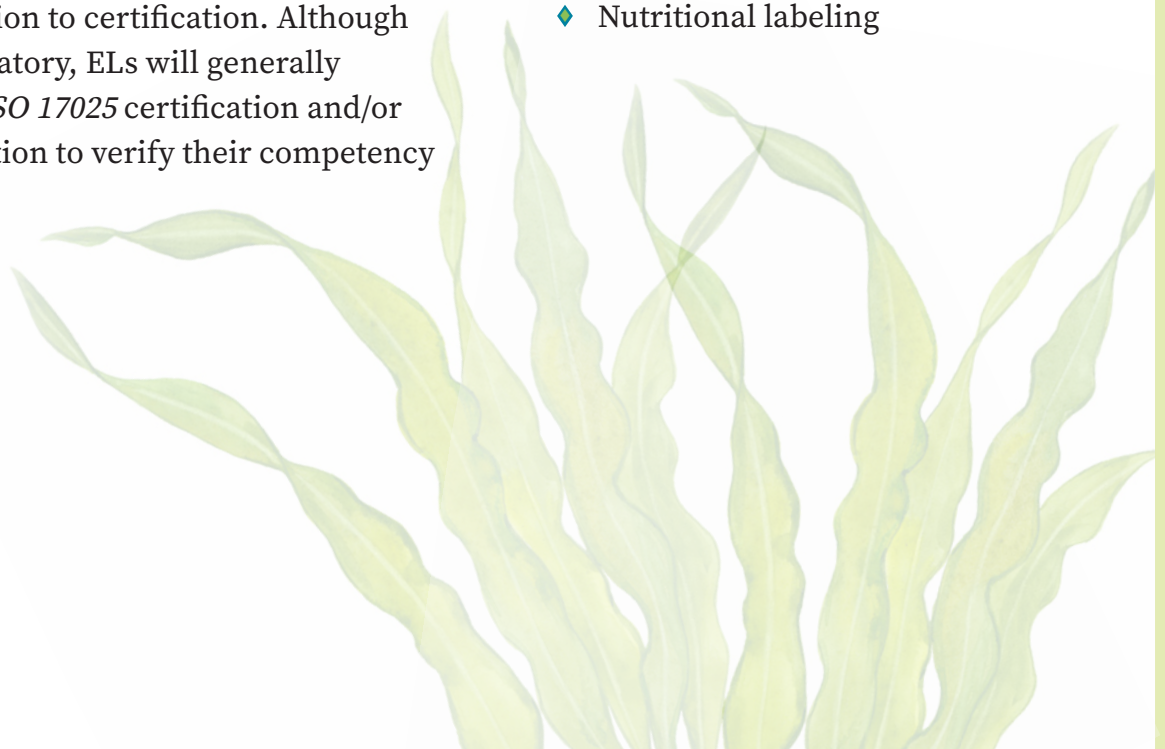 ion to certification. Although
atory, ELs will generally
SO 17025 certification and/or
tion to verify their competency
Nutritional labeling